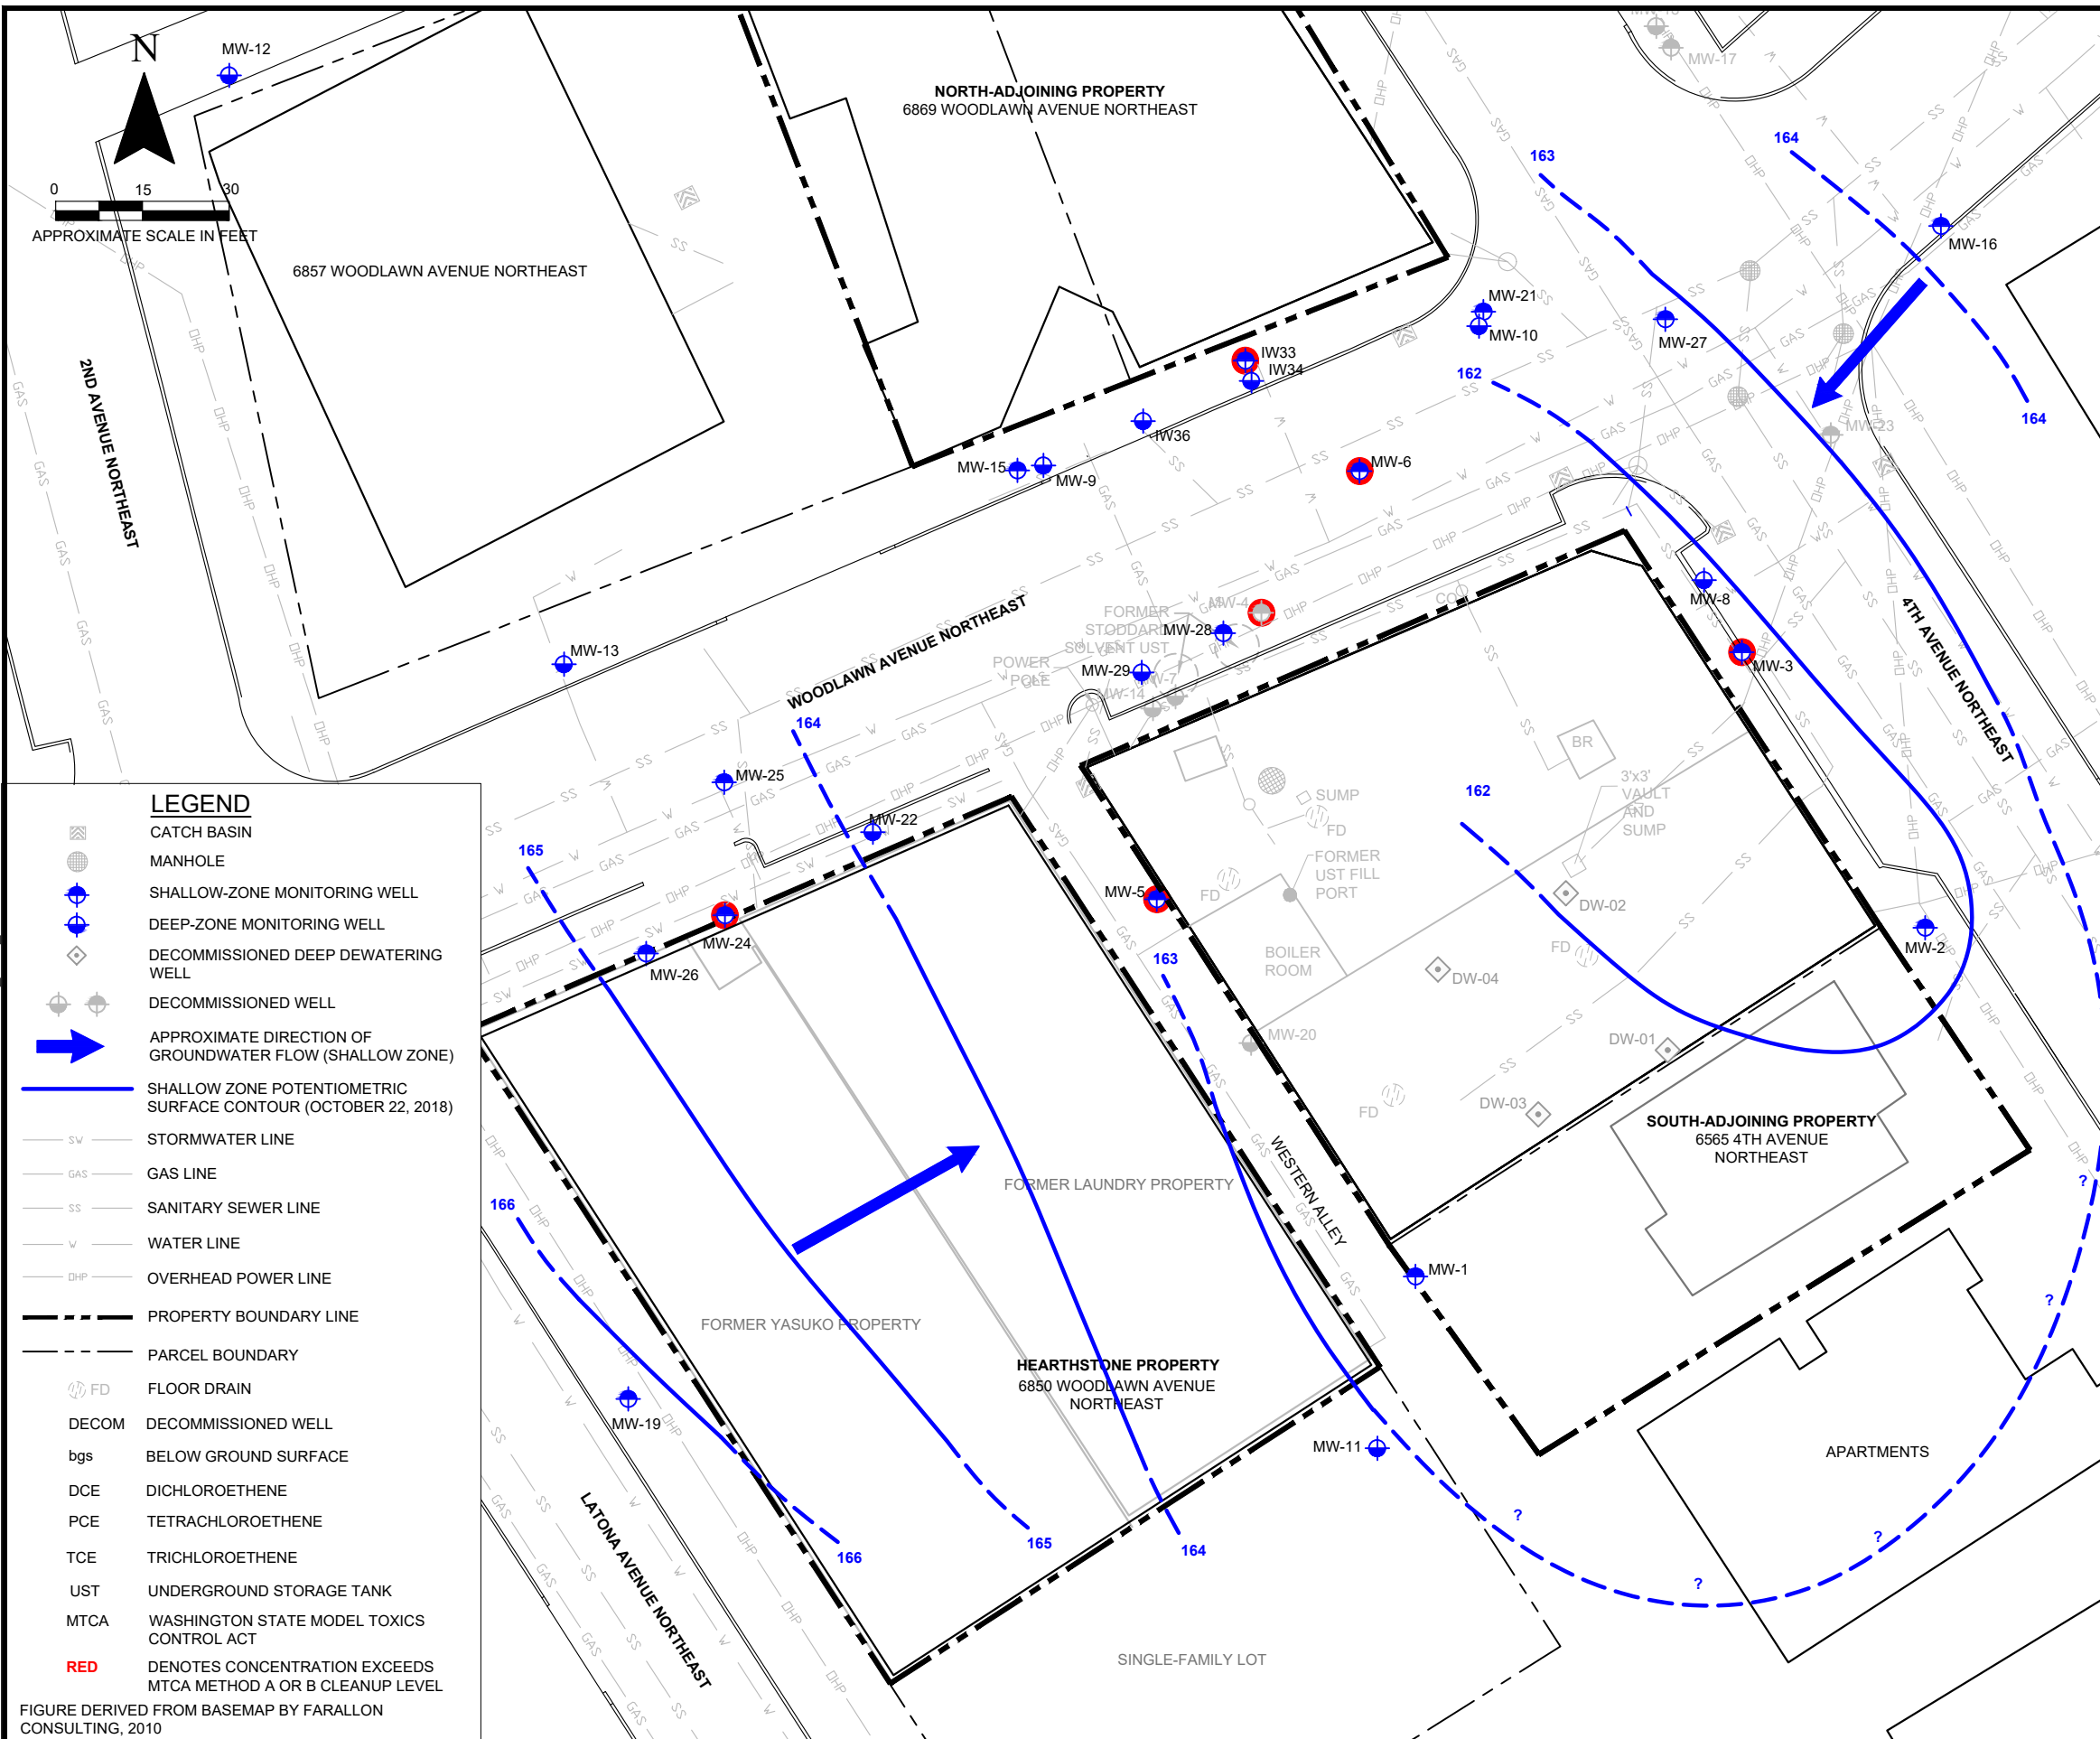 N
0 15 30
APPROXIMATE SCALE IN FEET
MW-12
6857 WOODLAWN AVENUE NORTHEAST
NORTH-ADJOINING PROPERTY
6869 WOODLAWN AVENUE NORTHEAST
MW-17
163
164
MW-16
MW-21
MW-10
MW-27
IW33
IW34
162
164
IW36
MW-23
MW-15
MW-9
MW-6
2ND AVENUE NORTHEAST
WOODLAWN AVENUE NORTHEAST
4TH AVENUE NORTHEAST
MW-4
FORMER
STODDARD
SOLVENT UST
MW-28
CO
MW-8
MW-13
POWER
POLE
MW-29
MW-14
MW-3
164
MW-25
BR
3'x3'
VAULT
AND
SUMP
162
SUMP
FD
MW-22
165
FORMER
UST FILL
PORT
MW-5
FD
DW-02
MW-24
MW-26
FD
MW-2
163
BOILER
ROOM
DW-04
MW-20
DW-01
FD
DW-03
SOUTH-ADJOINING PROPERTY
6565 4TH AVENUE
NORTHEAST
WESTERN ALLEY
FORMER LAUNDRY PROPERTY
166
?
MW-1
?
FORMER YASUKO PROPERTY
HEARTHSTONE PROPERTY
6850 WOODLAWN AVENUE
NORTHEAST
MW-19
MW-11
APARTMENTS
?
?
166
165
164
?
LATONA AVENUE NORTHEAST
SINGLE-FAMILY LOT
LEGEND
CATCH BASIN
MANHOLE
SHALLOW-ZONE MONITORING WELL
DEEP-ZONE MONITORING WELL
DECOMMISSIONED DEEP DEWATERING
WELL
DECOMMISSIONED WELL
APPROXIMATE DIRECTION OF
GROUNDWATER FLOW (SHALLOW ZONE)
SHALLOW ZONE POTENTIOMETRIC
SURFACE CONTOUR (OCTOBER 22, 2018)
SW STORMWATER LINE
GAS GAS LINE
SS SANITARY SEWER LINE
W WATER LINE
OHP OVERHEAD POWER LINE
PROPERTY BOUNDARY LINE
PARCEL BOUNDARY
FD FLOOR DRAIN
DECOM DECOMMISSIONED WELL
bgs BELOW GROUND SURFACE
DCE DICHLOROETHENE
PCE TETRACHLOROETHENE
TCE TRICHLOROETHENE
UST UNDERGROUND STORAGE TANK
MTCA WASHINGTON STATE MODEL TOXICS
CONTROL ACT
RED DENOTES CONCENTRATION EXCEEDS
MTCA METHOD A OR B CLEANUP LEVEL
FIGURE DERIVED FROM BASEMAP BY FARALLON
CONSULTING, 2010